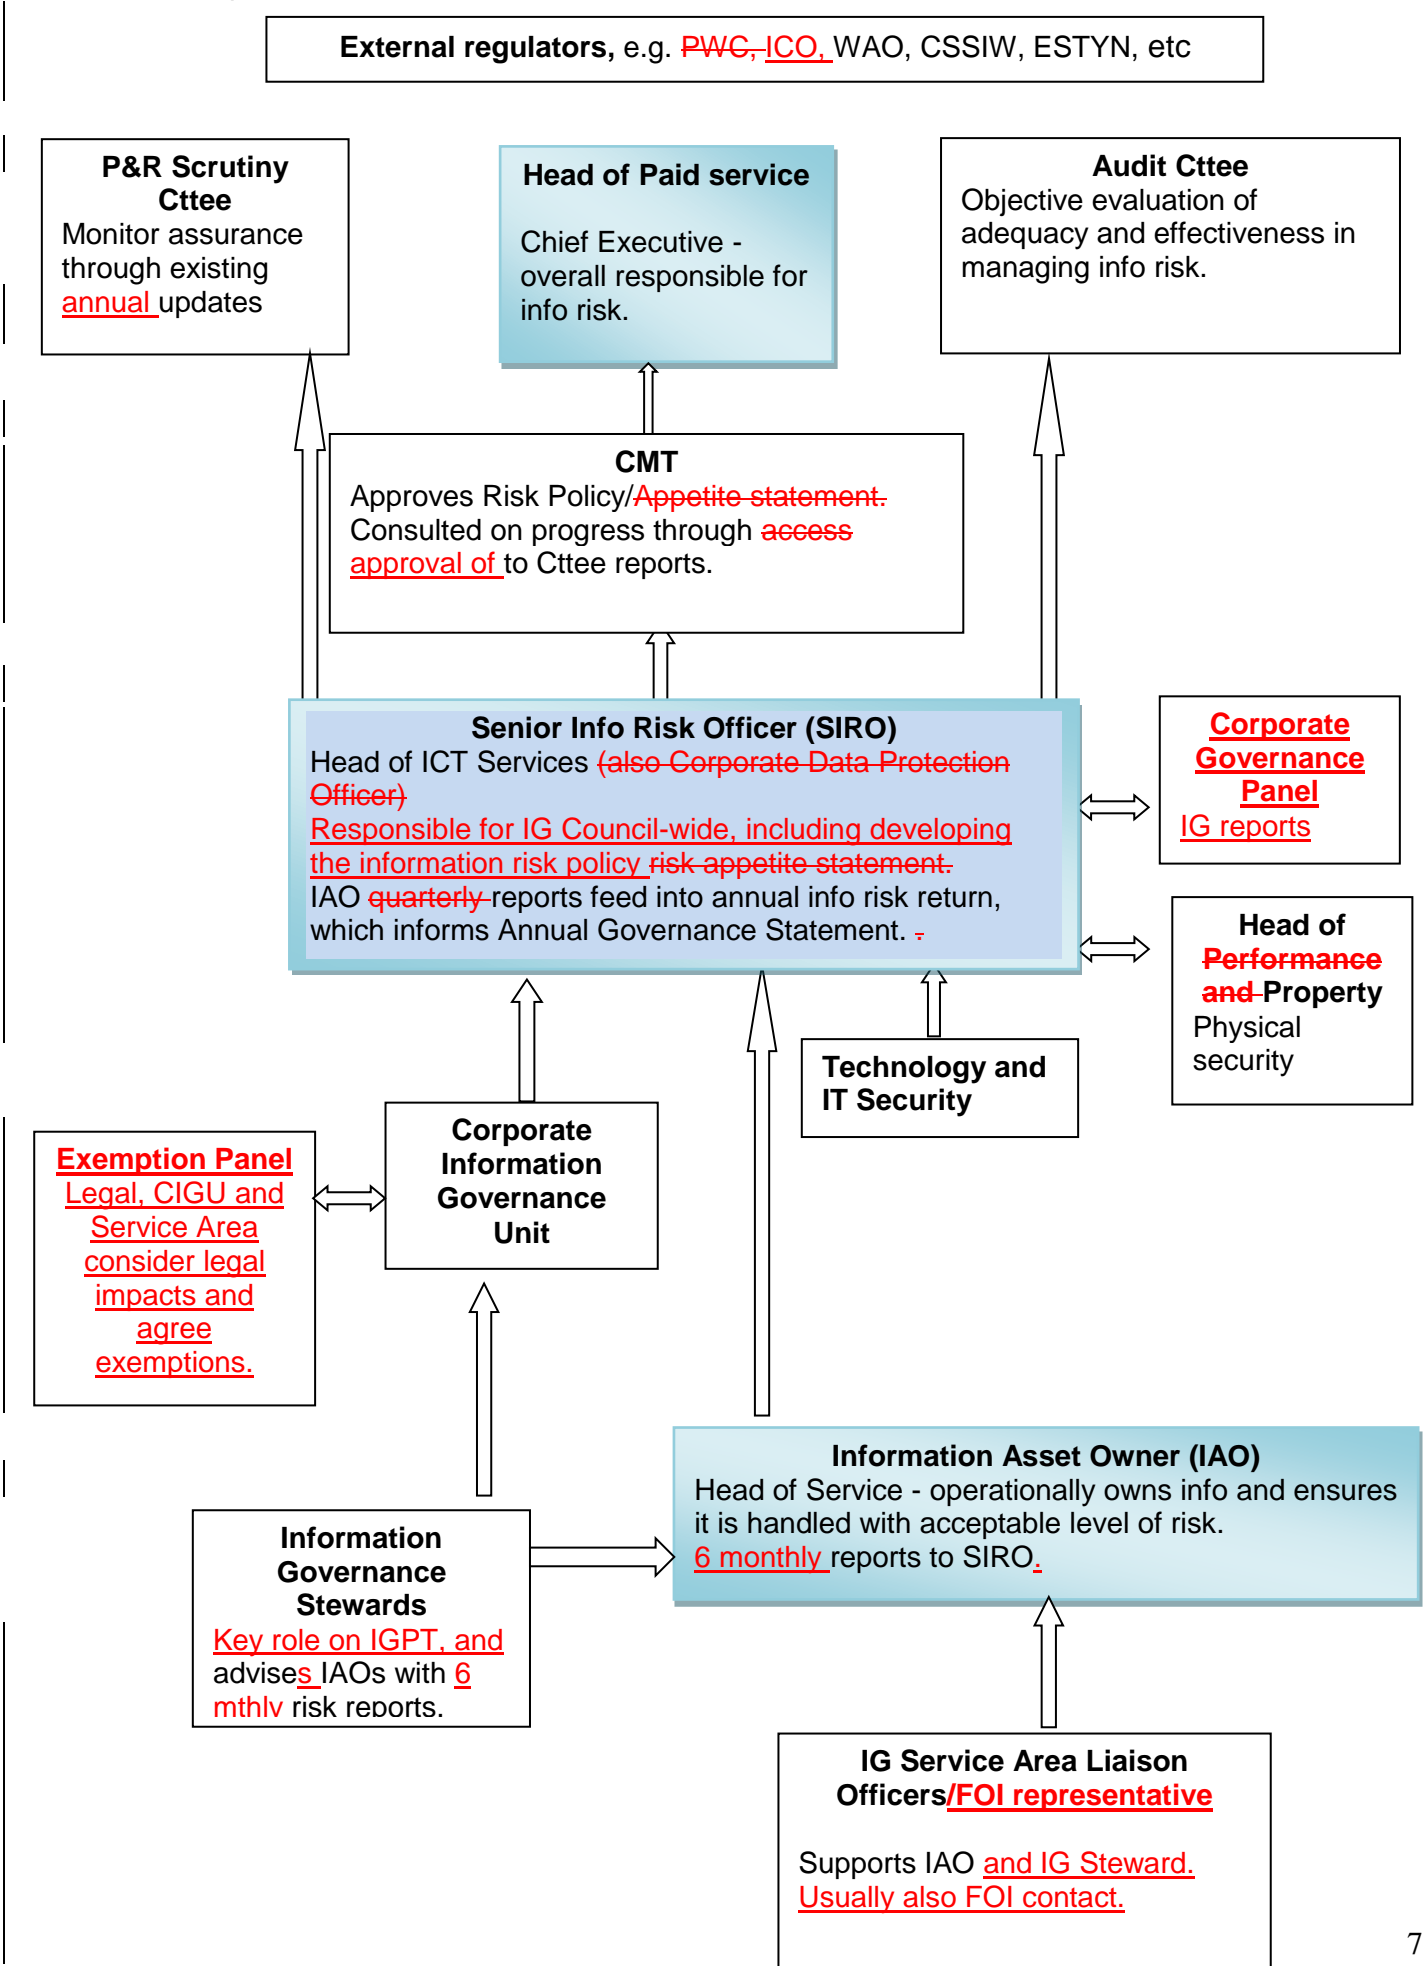 External regulators, e.g. PWC, ICO, WAO, CSSIW, ESTYN, etc
P&R Scrutiny
Cttee
Monitor assurance
through existing
annual updates
Head of Paid service
Chief Executive -
overall responsible for
info risk.
Audit Cttee
Objective evaluation of
adequacy and effectiveness in
managing info risk.
CMT
Approves Risk Policy/Appetite statement.
Consulted on progress through access
approval of to Cttee reports.
Senior Info Risk Officer (SIRO)
Head of ICT Services (also Corporate Data Protection
Officer)
Responsible for IG Council-wide, including developing
the information risk policy risk appetite statement.
IAO quarterly reports feed into annual info risk return,
which informs Annual Governance Statement. .
Corporate
Governance
Panel
IG reports
Head of
Performance
and Property
Physical
security
Technology and
IT Security
Corporate
Information
Governance
Unit
Exemption Panel
Legal, CIGU and
Service Area
consider legal
impacts and
agree
exemptions.
Information Asset Owner (IAO)
Head of Service - operationally owns info and ensures
it is handled with acceptable level of risk.
6 monthly reports to SIRO.
Information
Governance
Stewards
Key role on IGPT, and
advises IAOs with 6
mthly risk reports.
IG Service Area Liaison
Officers/FOI representative
Supports IAO and IG Steward.
Usually also FOI contact.
7